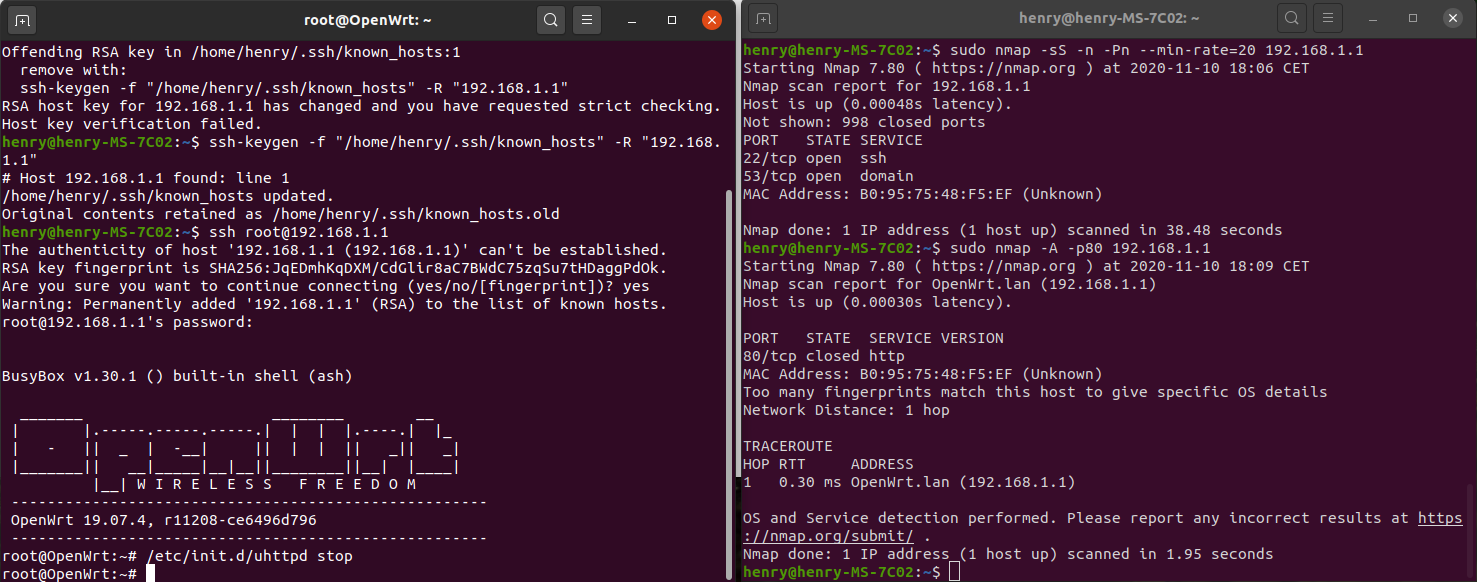 root@OpenWrt: ~
Offending RSA key in /home/henry/.ssh/known_hosts:1
  remove with:
  ssh-keygen -f "/home/henry/.ssh/known_hosts" -R "192.168.1.1"
RSA host key for 192.168.1.1 has changed and you have requested strict checking.
Host key verification failed.
henry@henry-MS-7C02:~$ ssh-keygen -f "/home/henry/.ssh/known_hosts" -R "192.168.
1.1"
# Host 192.168.1.1 found: line 1
/home/henry/.ssh/known_hosts updated.
Original contents retained as /home/henry/.ssh/known_hosts.old
henry@henry-MS-7C02:~$ ssh root@192.168.1.1
The authenticity of host '192.168.1.1 (192.168.1.1)' can't be established.
RSA key fingerprint is SHA256:JqEDmhKqDXM/CdGlir8aC7BWdC75zqSu7tHDaggPdOk.
Are you sure you want to continue connecting (yes/no/[fingerprint])? yes
Warning: Permanently added '192.168.1.1' (RSA) to the list of known hosts.
root@192.168.1.1's password:
BusyBox v1.30.1 () built-in shell (ash)
  _______                     ________        __
 |       |.-----.-----.-----.|  |  |  |.----.|  |_
 |   -   ||  _  |  -__|     ||  |  |  ||   _||   _|
 |_______||   __|_____|__|__||________||__|  |____|
          |__| W I R E L E S S   F R E E D O M
 -----------------------------------------------------
 OpenWrt 19.07.4, r11208-ce6496d796
 -----------------------------------------------------
root@OpenWrt:~# /etc/init.d/uhttpd stop
root@OpenWrt:~#
henry@henry-MS-7C02: ~
henry@henry-MS-7C02:~$ sudo nmap -sS -n -Pn --min-rate=20 192.168.1.1
Starting Nmap 7.80 ( https://nmap.org ) at 2020-11-10 18:06 CET
Nmap scan report for 192.168.1.1
Host is up (0.00048s latency).
Not shown: 998 closed ports
PORT   STATE SERVICE
22/tcp open  ssh
53/tcp open  domain
MAC Address: B0:95:75:48:F5:EF (Unknown)
Nmap done: 1 IP address (1 host up) scanned in 38.48 seconds
henry@henry-MS-7C02:~$ sudo nmap -A -p80 192.168.1.1
Starting Nmap 7.80 ( https://nmap.org ) at 2020-11-10 18:09 CET
Nmap scan report for OpenWrt.lan (192.168.1.1)
Host is up (0.00030s latency).
PORT   STATE  SERVICE VERSION
80/tcp closed http
MAC Address: B0:95:75:48:F5:EF (Unknown)
Too many fingerprints match this host to give specific OS details
Network Distance: 1 hop
TRACEROUTE
HOP RTT     ADDRESS
1   0.30 ms OpenWrt.lan (192.168.1.1)
OS and Service detection performed. Please report any incorrect results at https
://nmap.org/submit/ .
Nmap done: 1 IP address (1 host up) scanned in 1.95 seconds
henry@henry-MS-7C02:~$